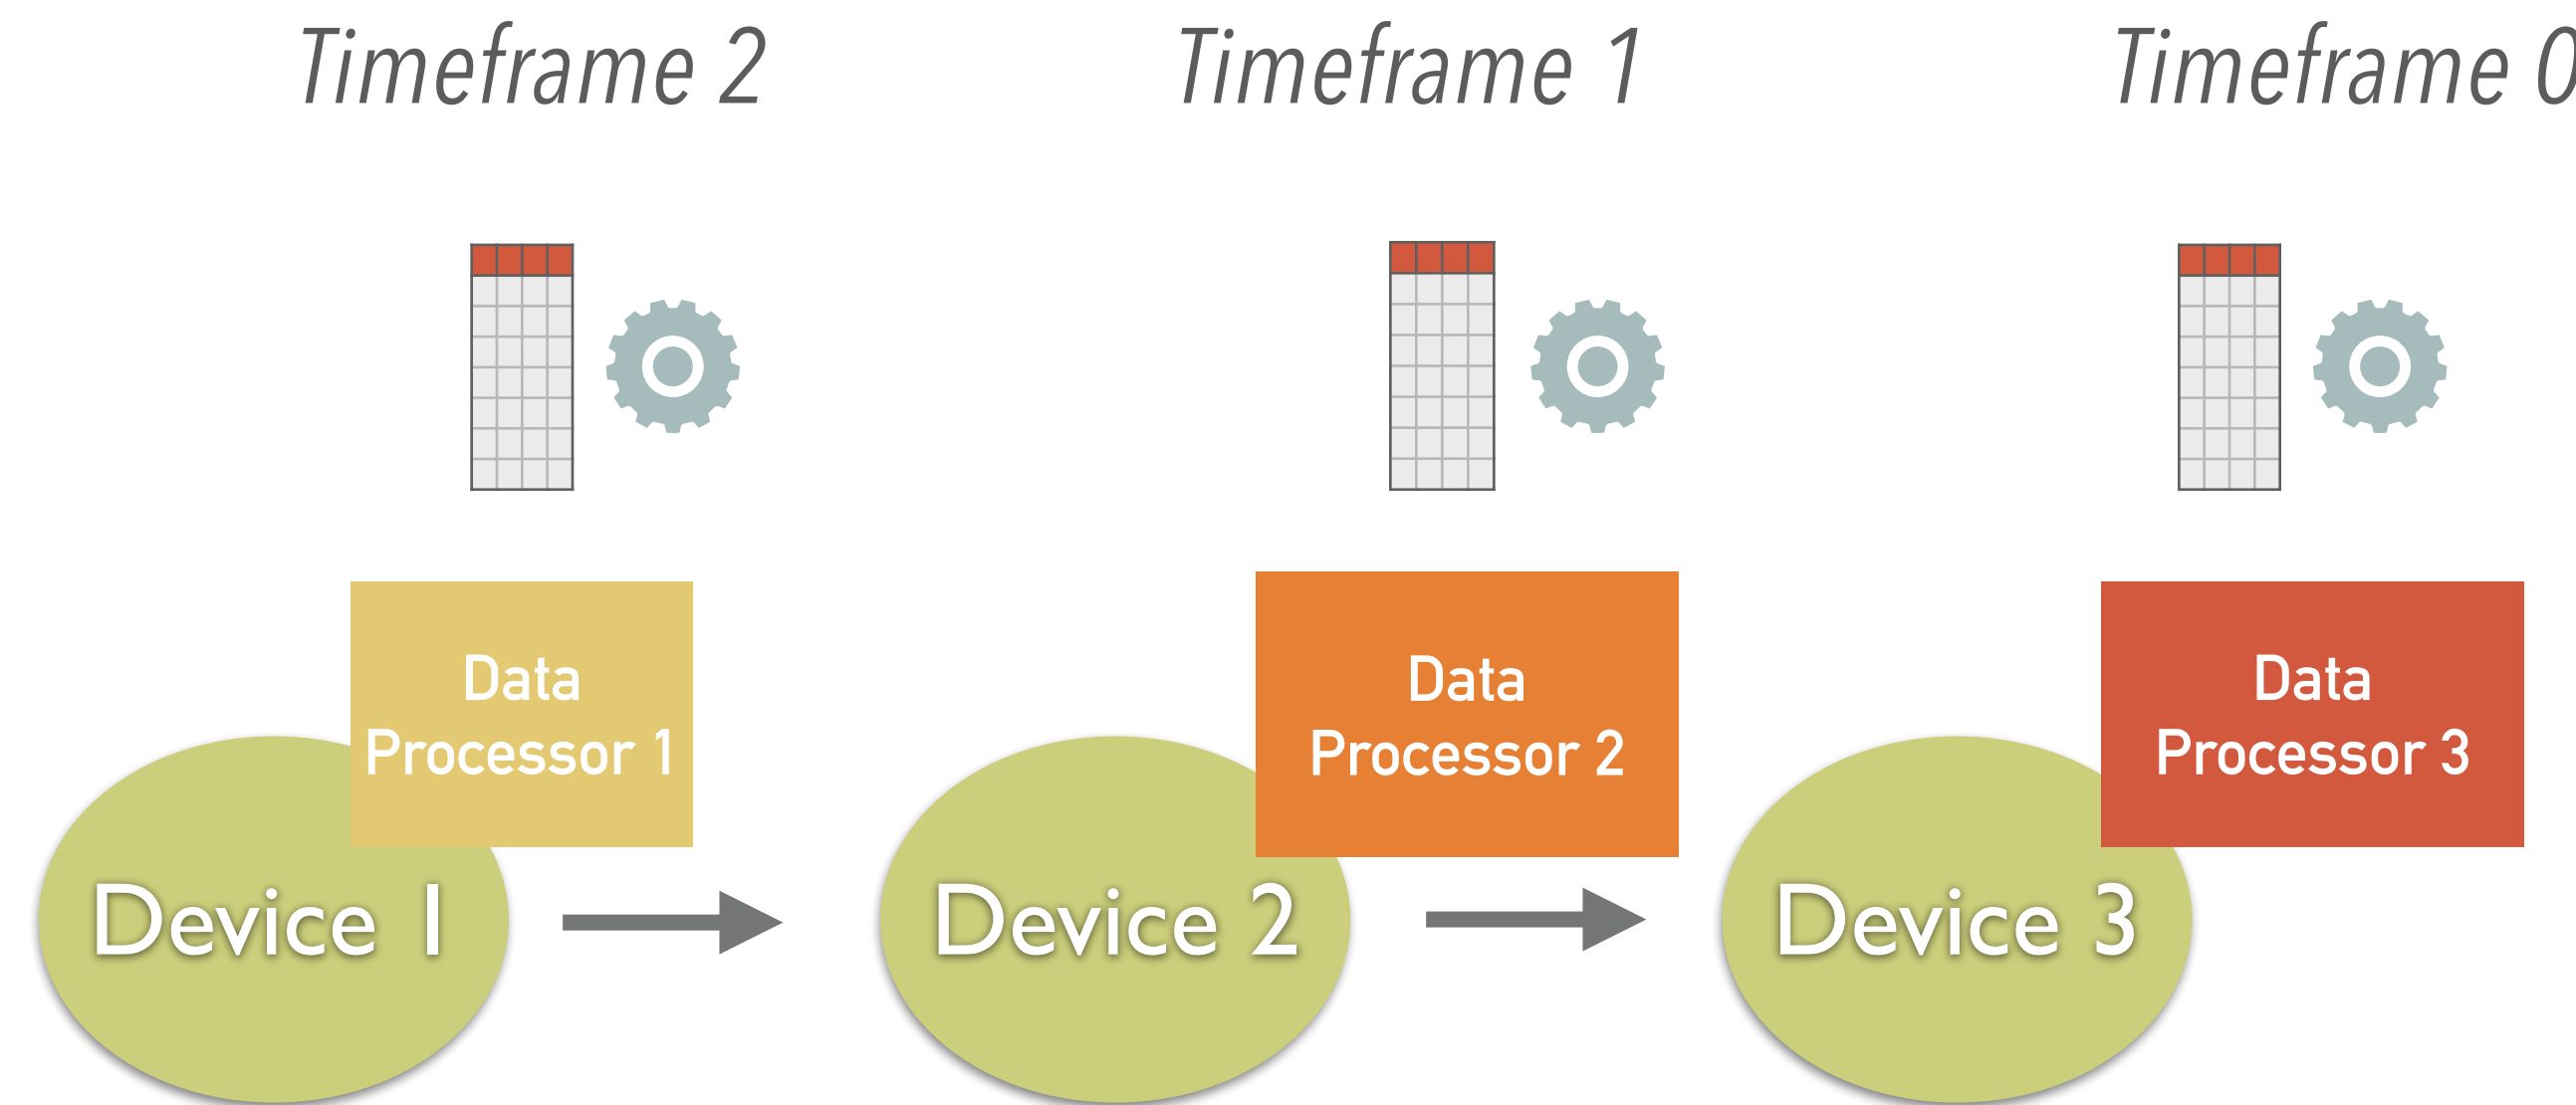 Timeframe 2
Timeframe 1
Timeframe 0
Data
Processor 1
Data
Processor 2
Data
Processor 3
Device 1
Device 2
Device 3